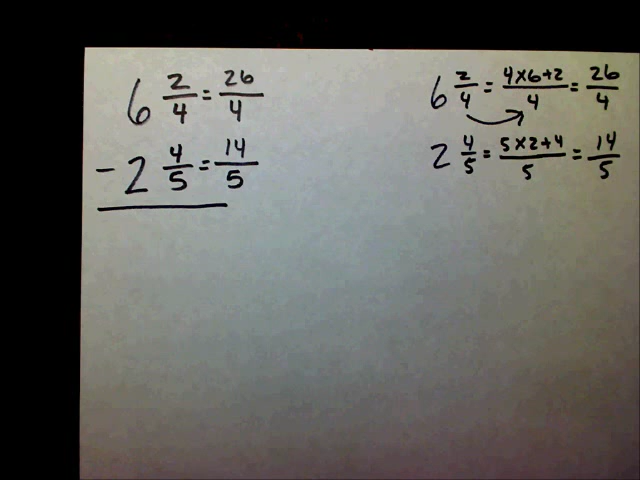 6 2/4 = 26/4
- 2 4/5 = 14/5
6 2/4 = 4×6+2/4 = 26/4
2 4/5 = 5×2+4/5 = 14/5